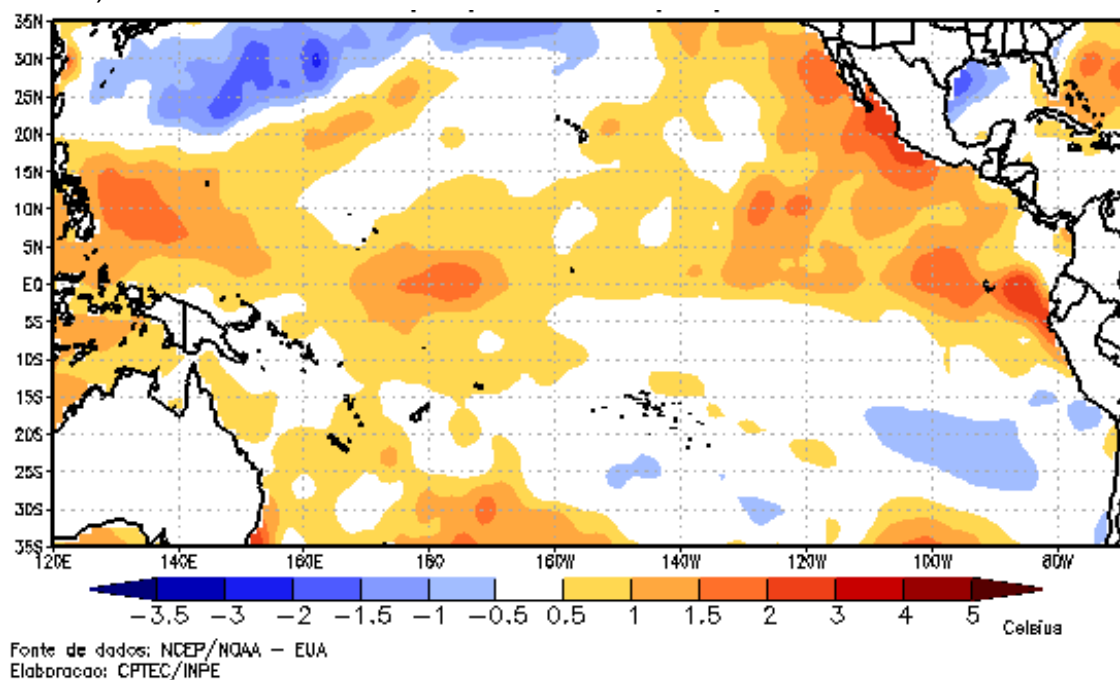 35N
30N
25N
20N
15N
10N
5N
EQ
5S
10S
15S
20S
25S
30S
35S
120E 140E 160E 180 160W 140W 120W 100W 80W
-3.5 -3 -2 -1.5 -1 -0.5 0.5 1 1.5 2 3 4 5 Celsius
Fonte de dados: NCEP/NOAA - EUA
Elaboracao: CPTEC/INPE